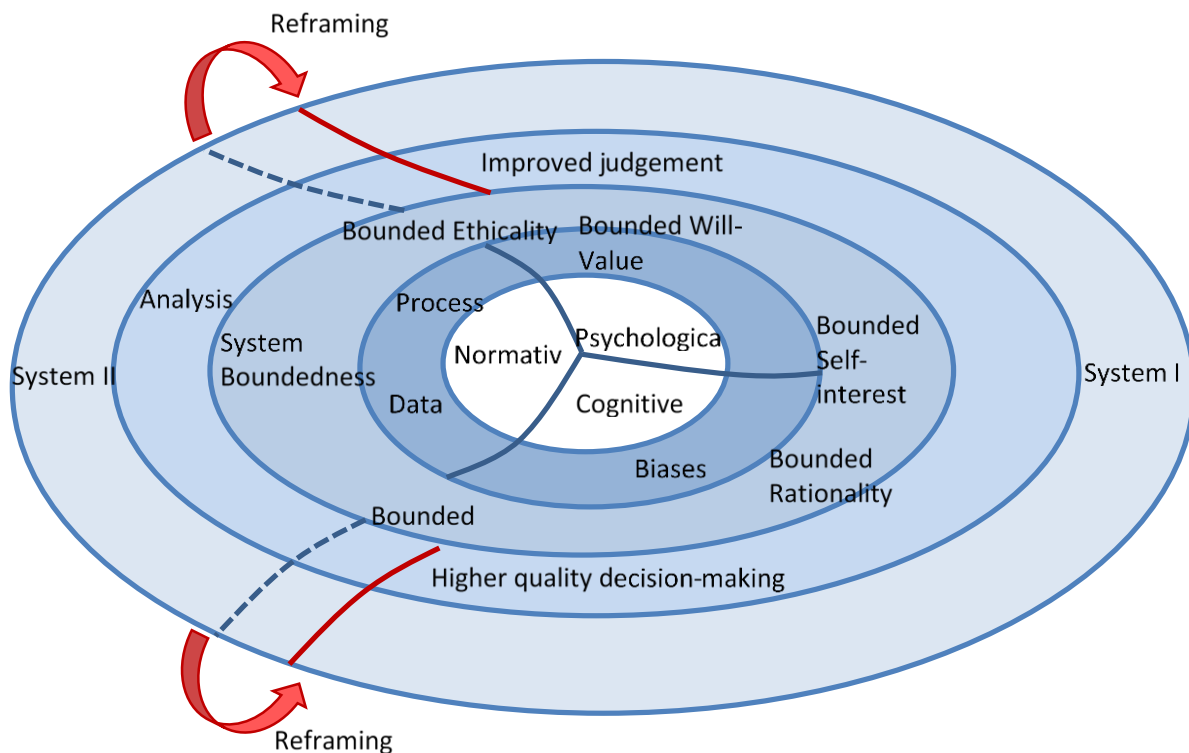 Reframing
Improved judgement
Bounded Ethicality
Bounded Will-
Value
Analysis
Process
System
Boundedness
Normativ
Psychologica
Bounded
Self-
interest
System II
System I
Data
Cognitive
Biases
Bounded
Rationality
Bounded
Higher quality decision-making
Reframing